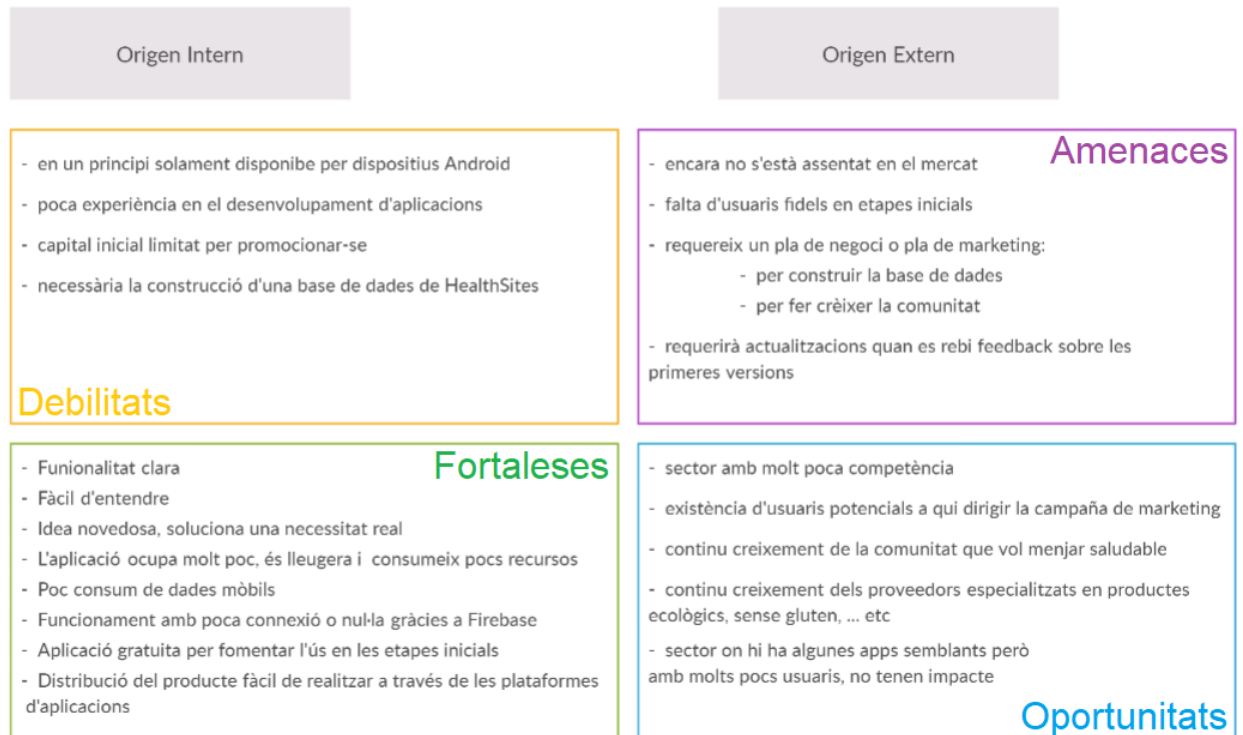 Origen Intern
Origen Extern
- en un principi solament disponibe per dispositius Android
- poca experiència en el desenvolupament d'aplicacions
- capital inicial limitat per promocionar-se
- necessària la construcció d'una base de dades de HealthSites
Debilitats
Amenaces
- encara no s'està assentat en el mercat
- falta d'usuaris fidels en etapes inicials
- requereix un pla de negoci o pla de marketing:
- per construir la base de dades
- per fer crèixer la comunitat
- requerirà actualitzacions quan es rebi feedback sobre les
primeres versions
Fortaleses
- Funionalitat clara
- Fàcil d'entendre
- Idea novedosa, soluciona una necessitat real
- L'aplicació ocupa molt poc, és lleugera i consumeix pocs recursos
- Poc consum de dades mòbils
- Funcionament amb poca connexió o nul·la gràcies a Firebase
- Aplicació gratuita per fomentar l'ús en les etapes inicials
- Distribució del producte fàcil de realitzar a través de les plataformes
d'aplicacions
- sector amb molt poca competència
- existència d'usuaris potencials a qui dirigir la campaña de marketing
- continu creixement de la comunitat que vol menjar saludable
- continu creixement dels proveedors especialitzats en productes
ecològics, sense gluten, ... etc
- sector on hi ha algunes apps semblants però
amb molts pocs usuaris, no tenen impacte
Oportunitats